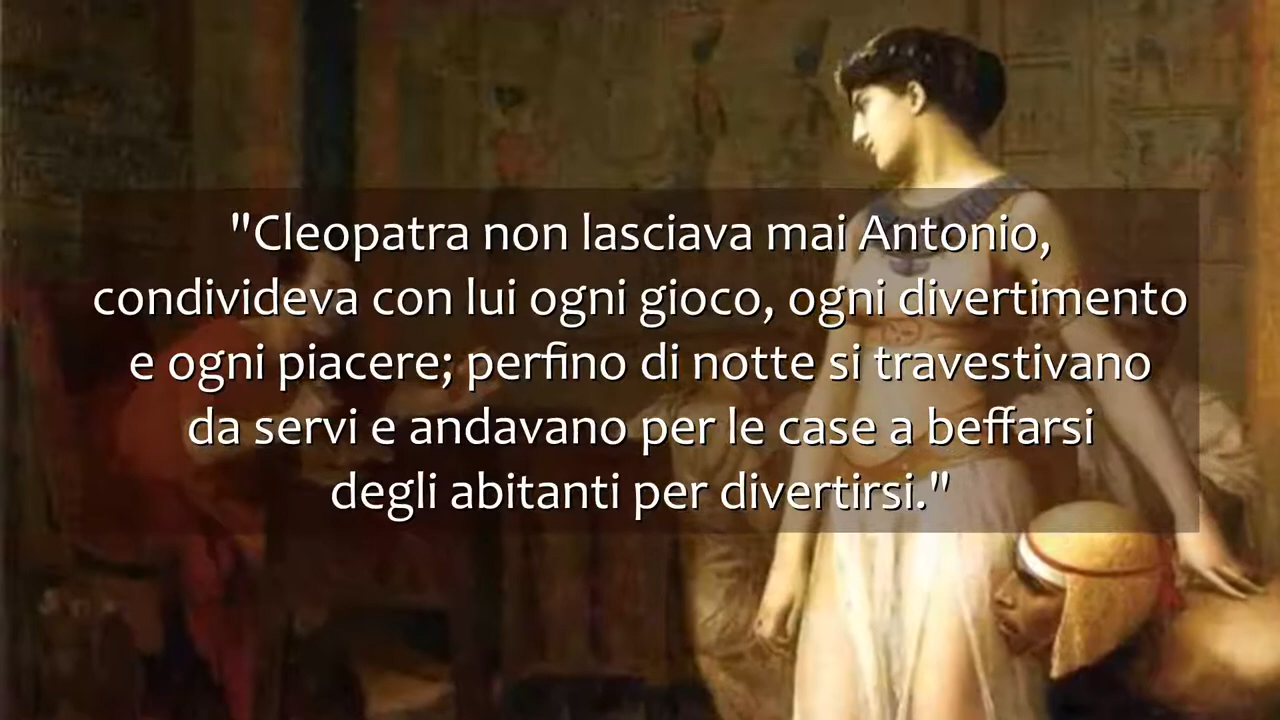 "Cleopatra non lasciava mai Antonio,
condivideva con lui ogni gioco, ogni divertimento
e ogni piacere; perfino di notte si travestivano
da servi e andavano per le case a beffarsi
degli abitanti per divertirsi."